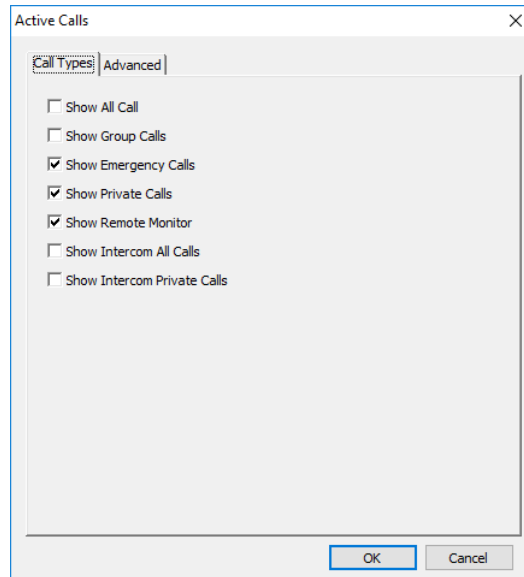 Active Calls
Call Types Advanced
Show All Call
Show Group Calls
Show Emergency Calls
Show Private Calls
Show Remote Monitor
Show Intercom All Calls
Show Intercom Private Calls
OK Cancel